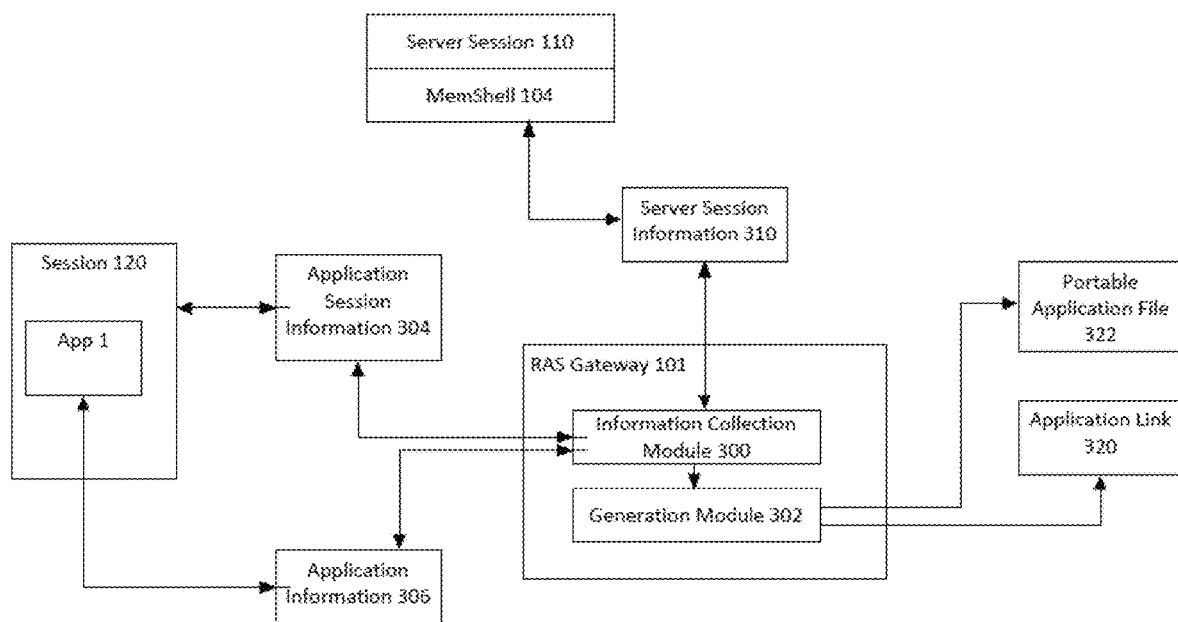 Server Session 110
MemShell 104
Server Session
Information 310
Session 120
App 1
Application
Session
Information 304
Portable
Application File
322
RAS Gateway 101
Information Collection
Module 300
Application Link
320
Generation Module 302
Application
Information 306